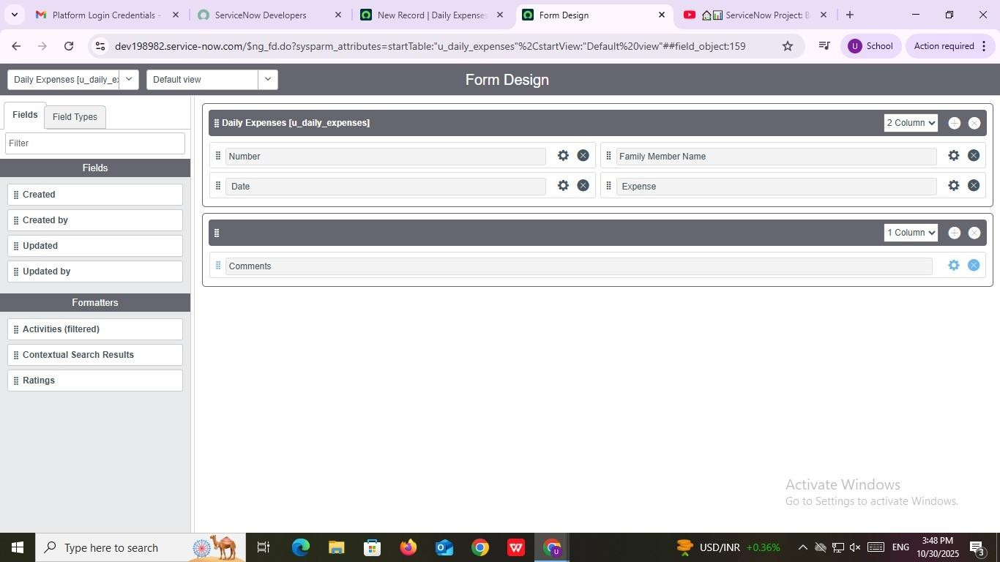 Platform Login Credentials -
ServiceNow Developers
New Record | Daily Expenses
Form Design
ServiceNow Project: B
dev198982.service-now.com/$ng_fd.do?sysparm_attributes=startTable:"u_daily_expenses"%2CstartView:"Default%20view"##field_object:159
U School
Action required
Daily Expenses [u_daily_ex
Default view
Form Design
Fields
Field Types
Filter
Fields
Created
Created by
Updated
Updated by
Formatters
Activities (filtered)
Contextual Search Results
Ratings
Daily Expenses [u_daily_expenses]
2 Column
Number
Family Member Name
Date
Expense
1 Column
Comments
Activate Windows
Go to Settings to activate Windows.
Type here to search
USD/INR +0.36%
ENG
3:48 PM
10/30/2025
3